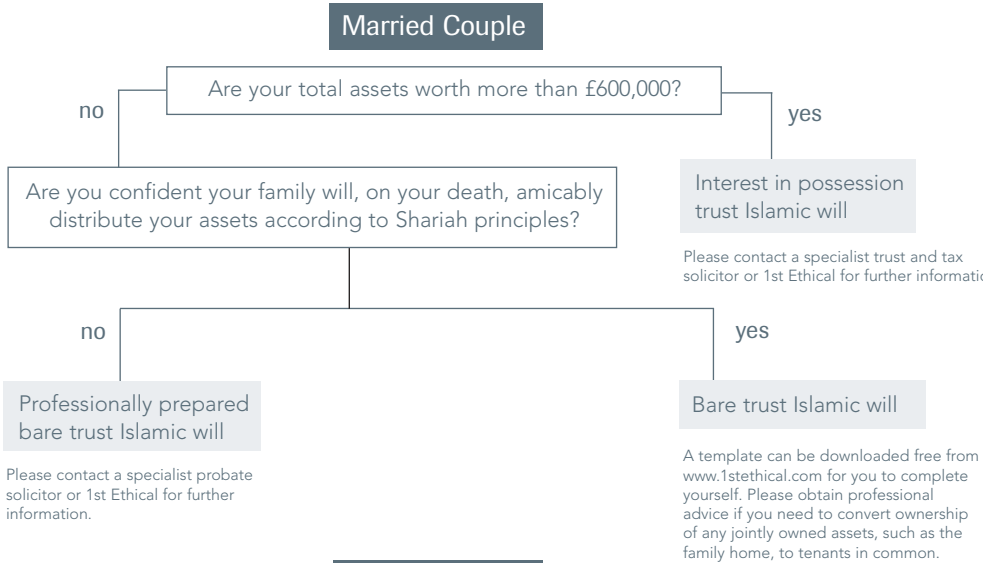 Married Couple
Are your total assets worth more than £600,000?
no
yes
Are you confident your family will, on your death, amicably
distribute your assets according to Shariah principles?
Interest in possession
trust Islamic will
Please contact a specialist trust and tax
solicitor or 1st Ethical for further
no
yes
Professionally prepared
bare trust Islamic will
Please contact a specialist probate
solicitor or 1st Ethical for further
information.
Bare trust Islamic will
A template can be downloaded free from
www.1stethical.com for you to complete
yourself. Please obtain professional
advice if you need to convert ownership
of any jointly owned assets, such as the
family home, to tenants in common.